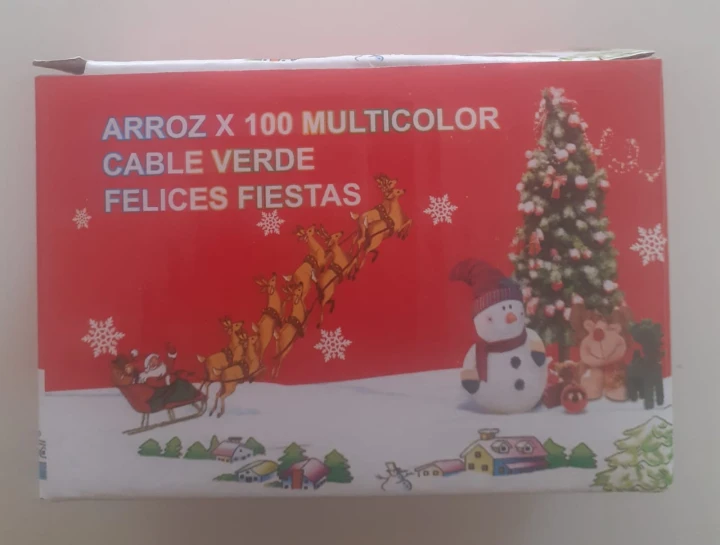 ARROZ X 100 MULTICOLOR
CABLE VERDE
FELICES FIESTAS